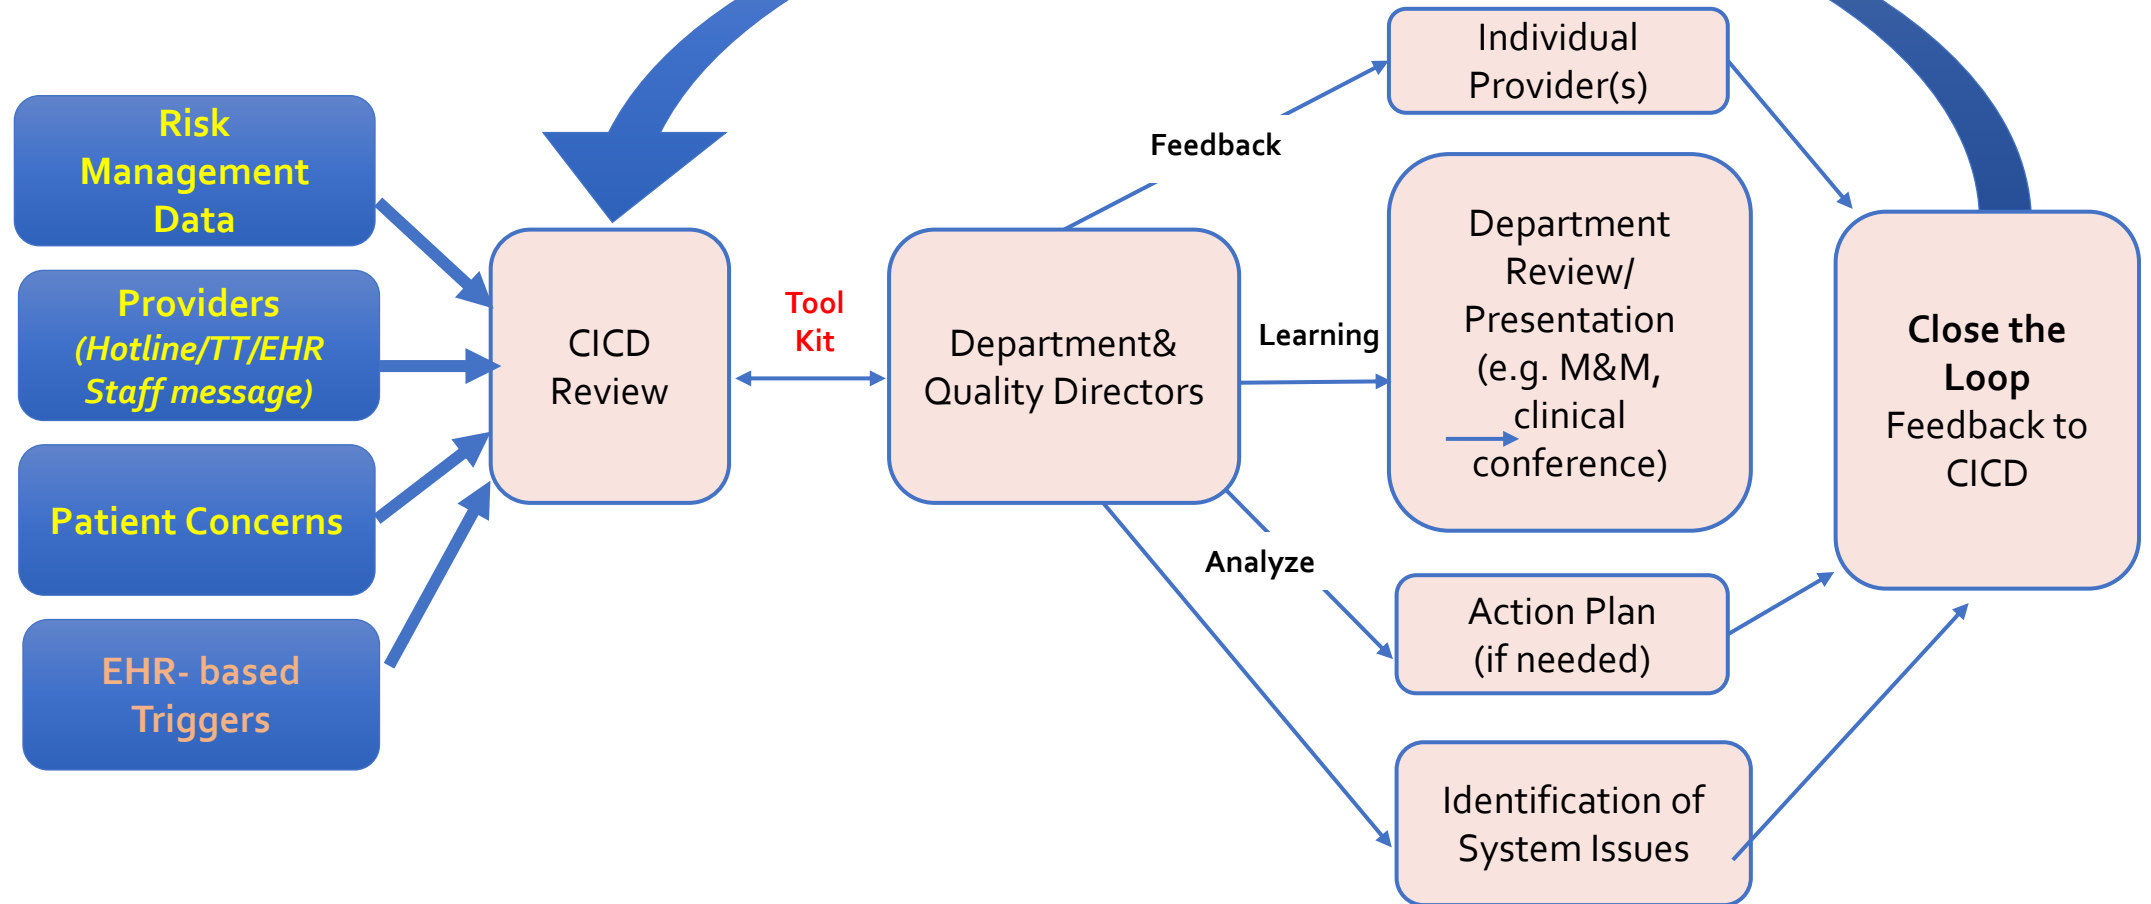 Risk
Management
Data
Providers
(Hotline/TT/EHR
Staff message)
Patient Concerns
EHR- based
Triggers
CICD
Review
Tool
Kit
Department&
Quality Directors
Feedback
Learning
Analyze
Individual
Provider(s)
Department
Review/
Presentation
(e.g. M&M,
clinical
conference)
Action Plan
(if needed)
Identification of
System Issues
Close the
Loop
Feedback to
CICD